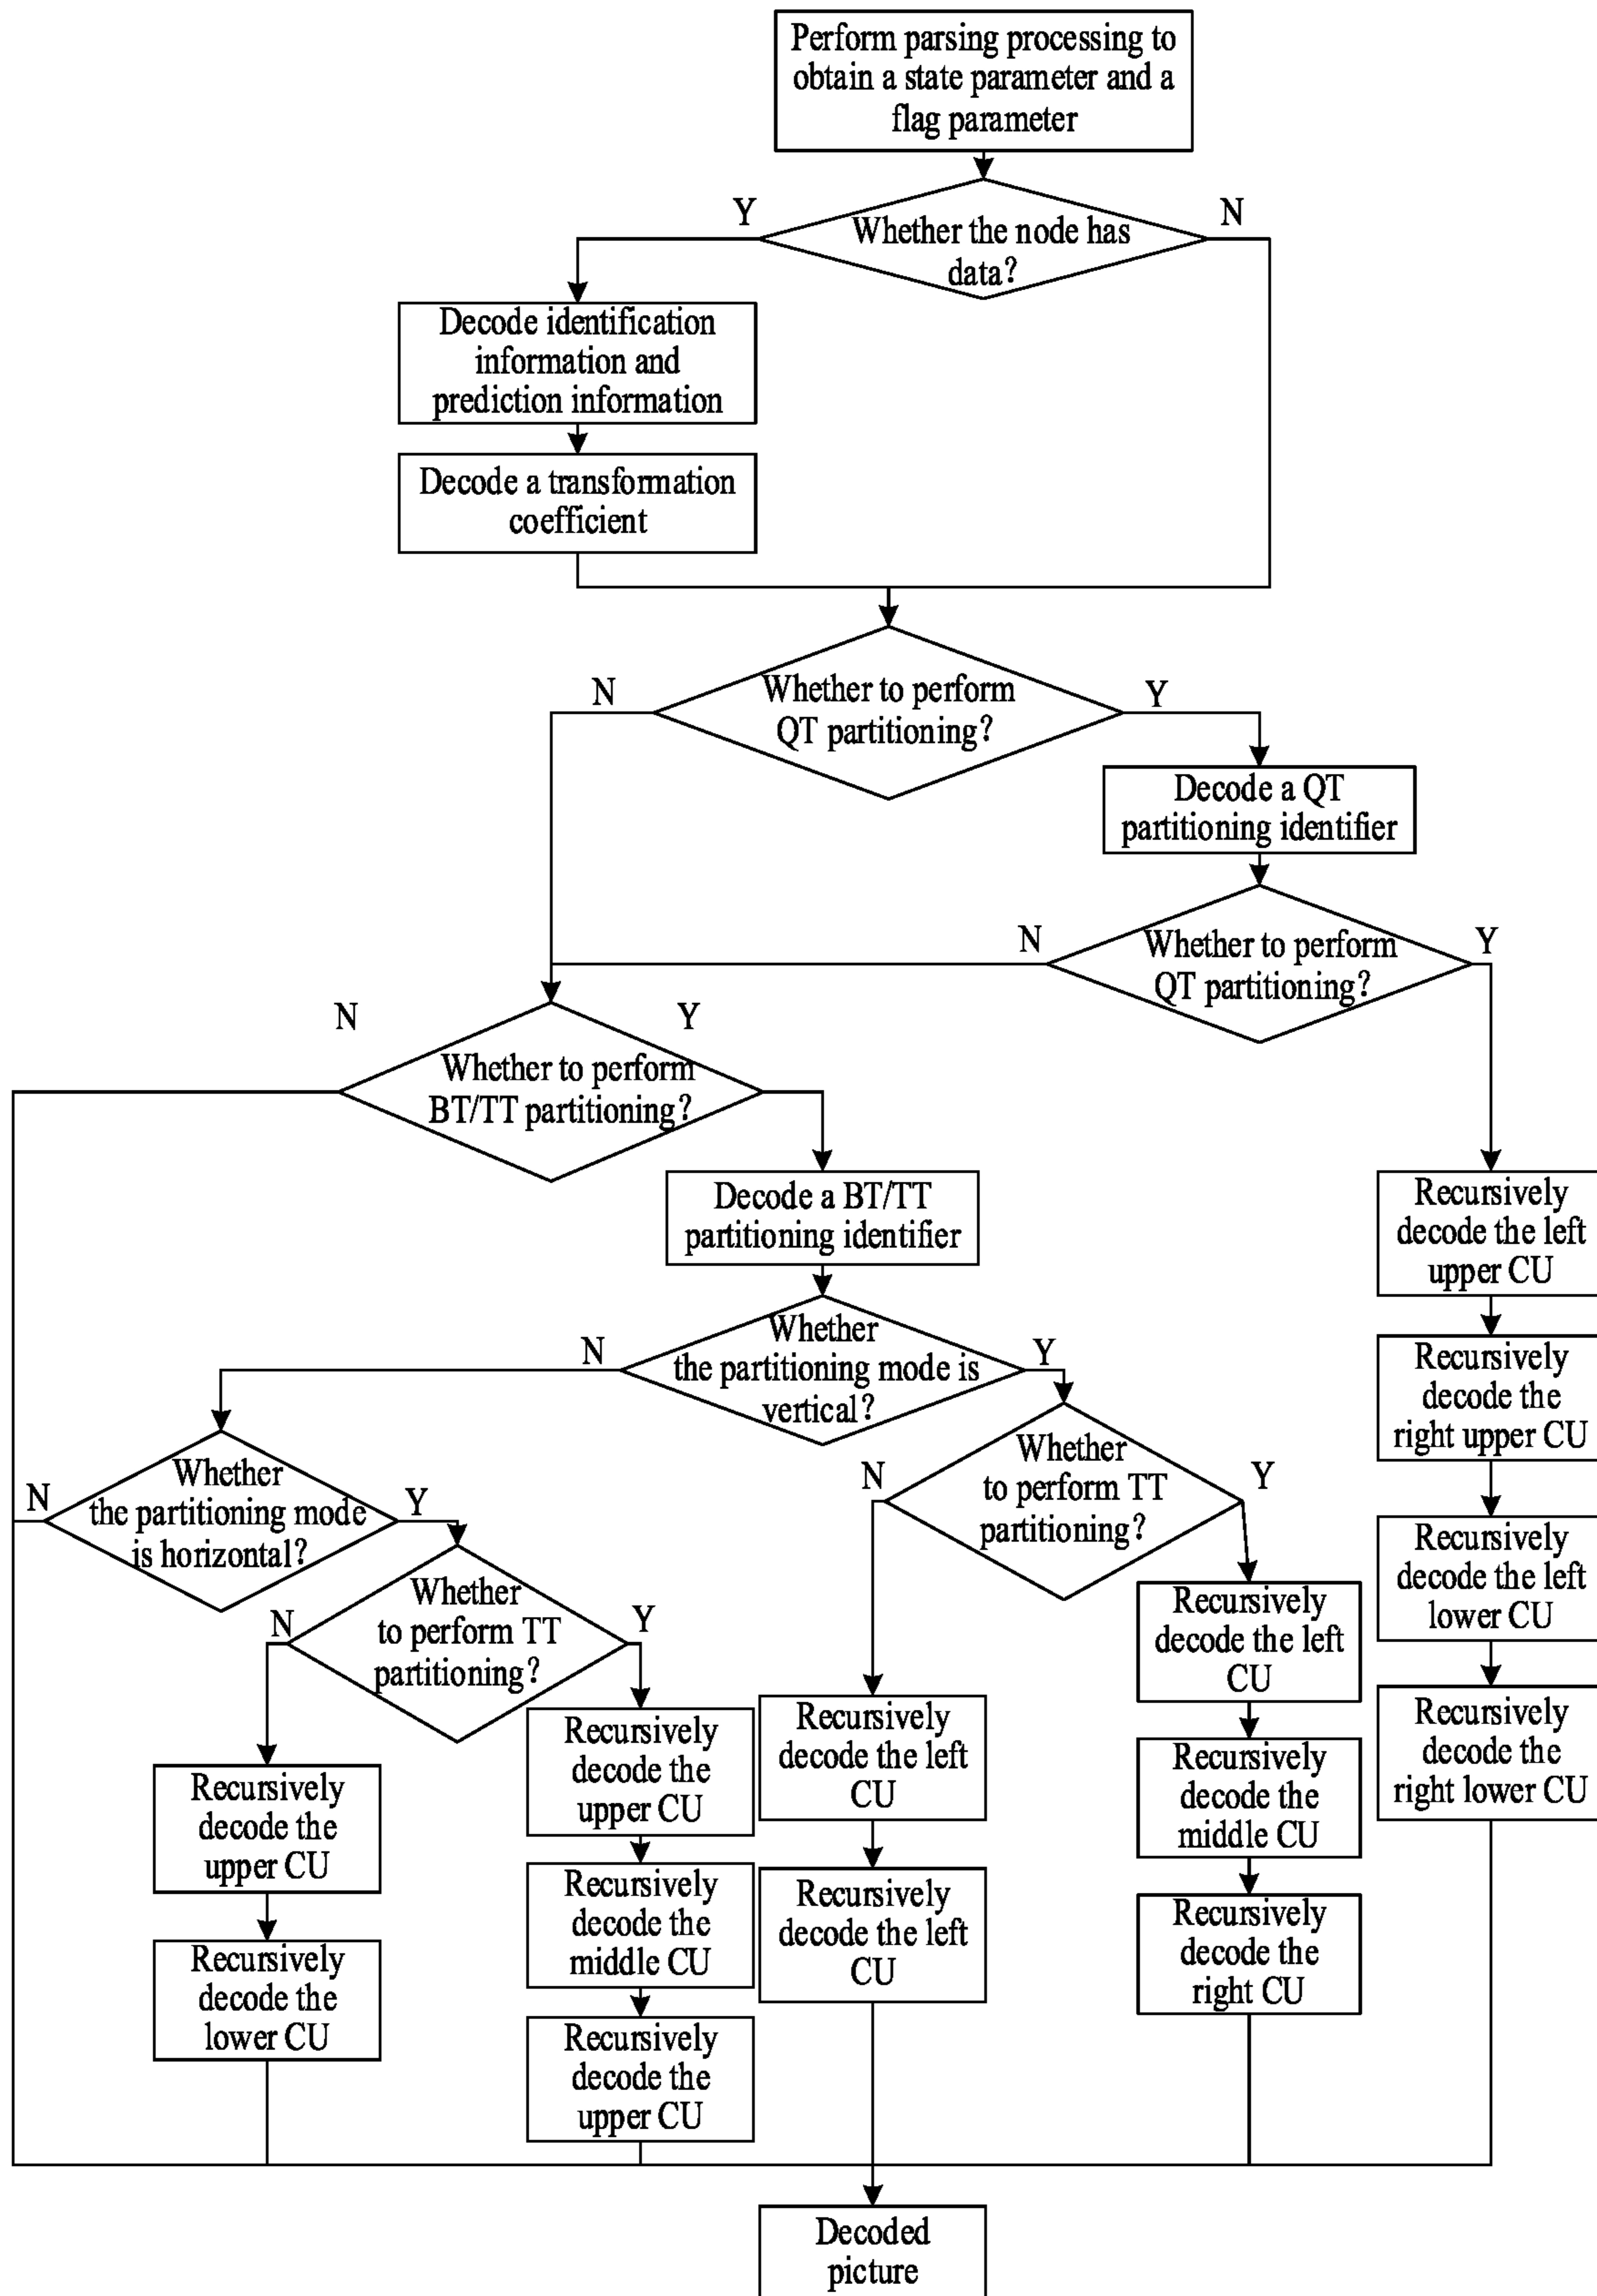 Perform parsing processing to
obtain a state parameter and a
flag parameter
Y
N
Whether the node has
data?
Decode identification
information and
prediction information
Decode a transformation
coefficient
N
Whether to perform
QT partitioning?
Y
Decode a QT
partitioning identifier
N
Whether to perform
QT partitioning?
Y
N
Y
Whether to perform
BT/TT partitioning?
Decode a BT/TT
partitioning identifier
Recursively
decode the left
upper CU
N
Whether
the partitioning mode is
vertical?
Y
Recursively
decode the
right upper CU
N
Whether
the partitioning mode
is horizontal?
Y
N
Whether
to perform TT
partitioning?
Y
Recursively
decode the left
lower CU
N
Whether
to perform TT
partitioning?
Y
Recursively
decode the left
CU
Recursively
decode the
right lower CU
Recursively
decode the
upper CU
Recursively
decode the
upper CU
Recursively
decode the left
CU
Recursively
decode the
middle CU
Recursively
decode the
lower CU
Recursively
decode the
middle CU
Recursively
decode the left
CU
Recursively
decode the
right CU
Recursively
decode the
upper CU
Decoded
picture